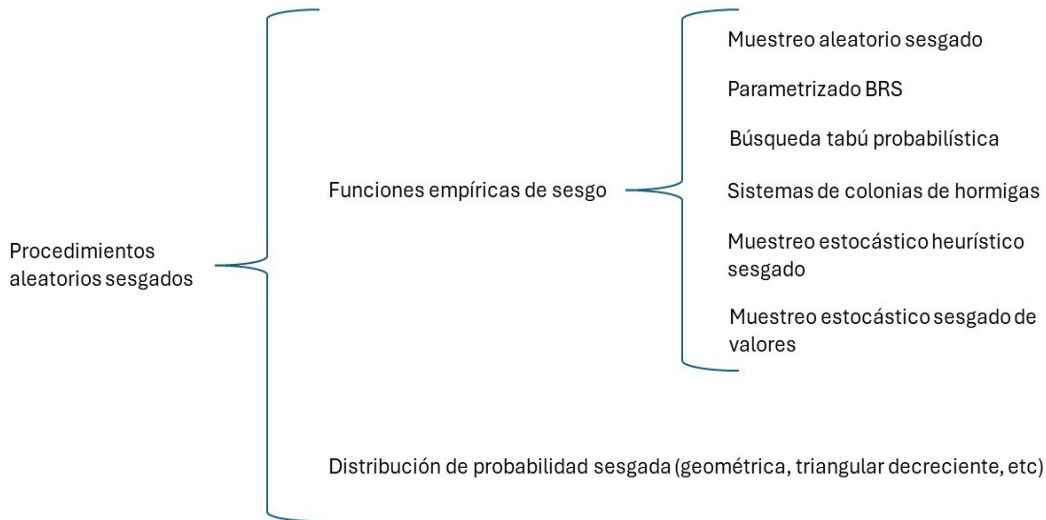 Procedimientos
aleatorios sesgados
Funciones empíricas de sesgo
Muestreo aleatorio sesgado
Parametrizado BRS
Búsqueda tabú probabilística
Sistemas de colonias de hormigas
Muestreo estocástico heurístico
sesgado
Muestreo estocástico sesgado de
valores
Distribución de probabilidad sesgada (geométrica, triangular decreciente, etc)